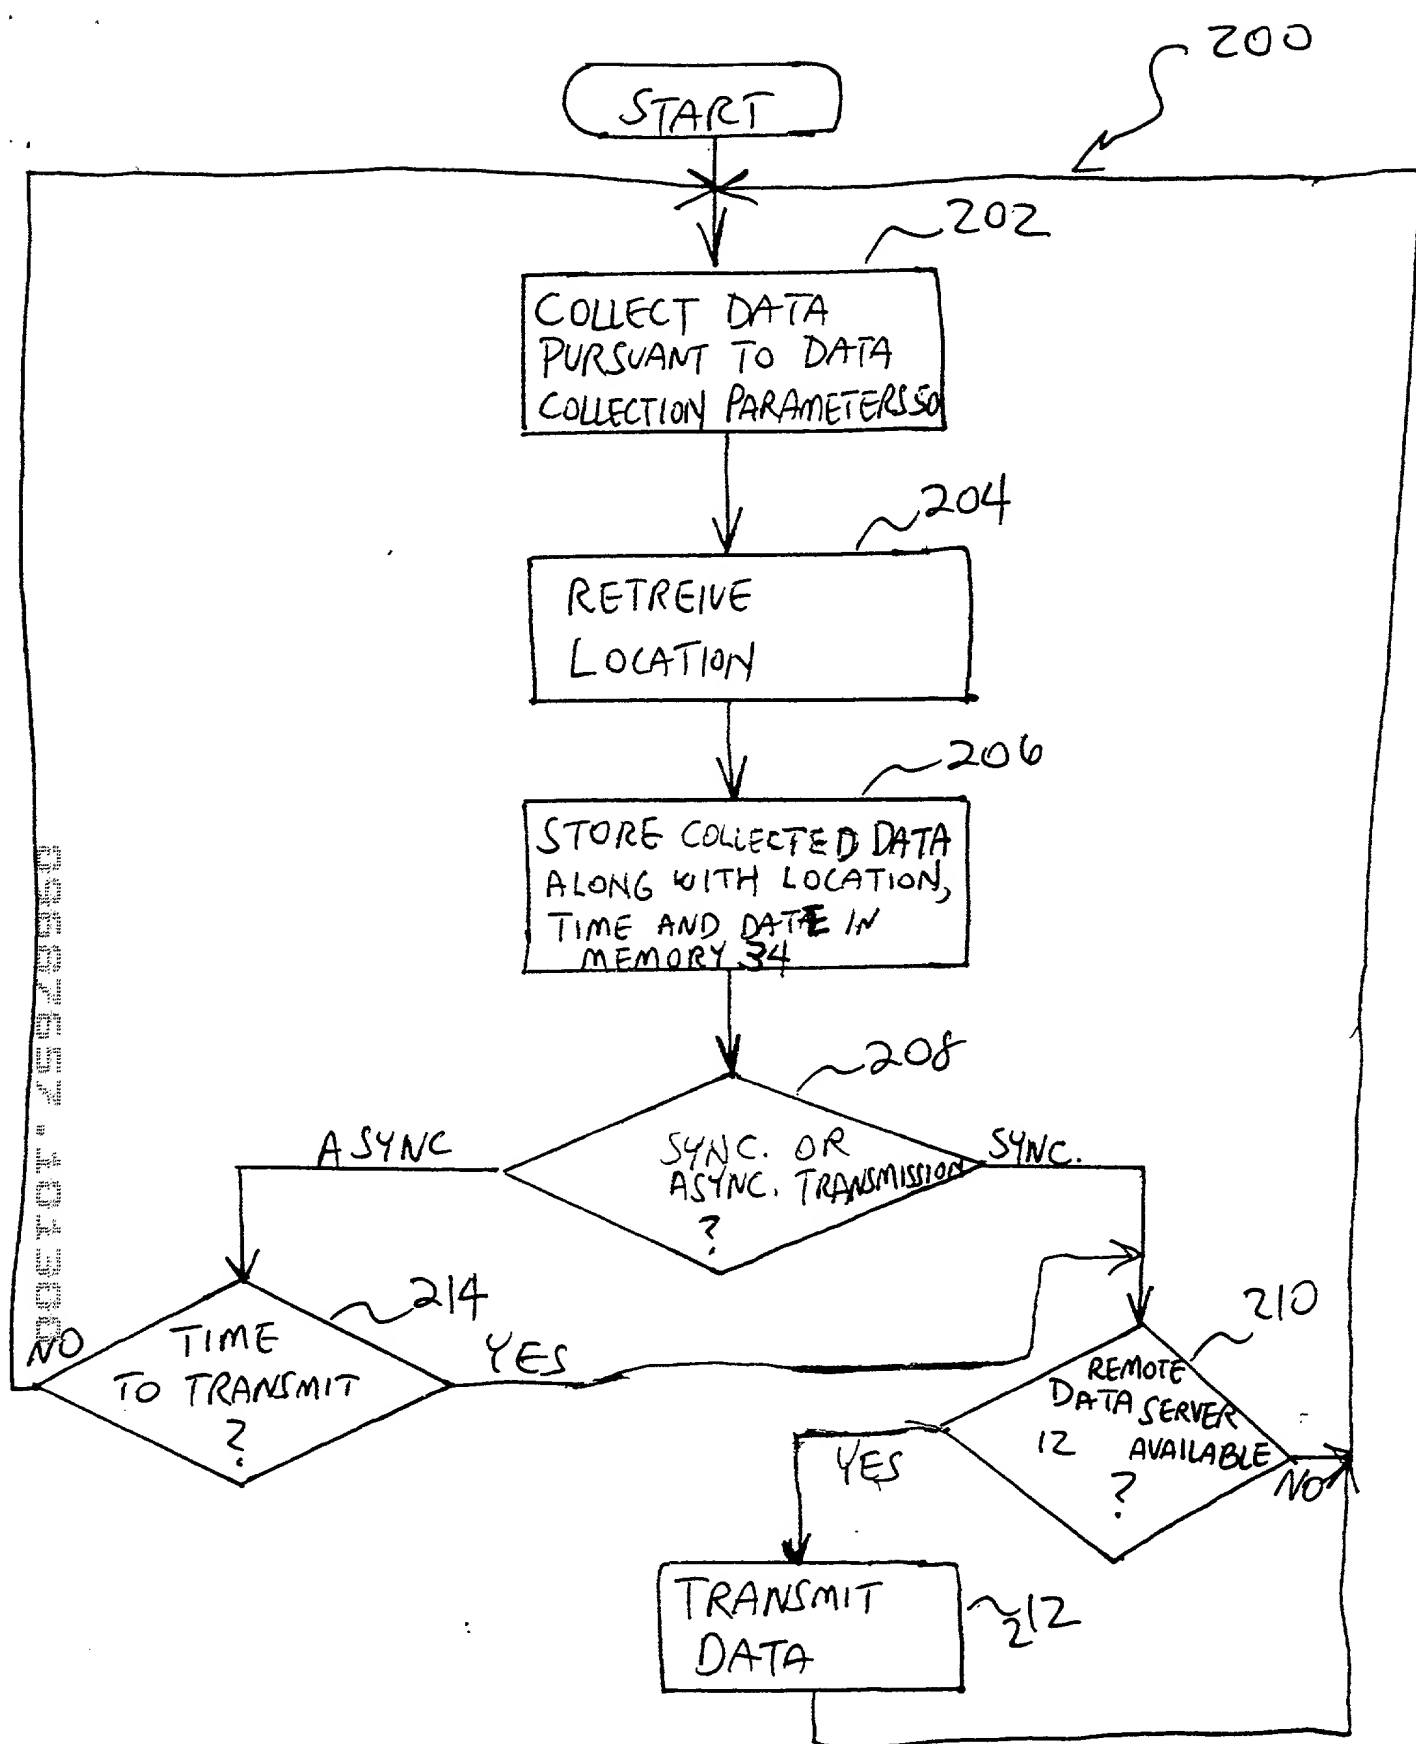 200
START
202
COLLECT DATA
PURSUANT TO DATA
COLLECTION PARAMETERS 50
204
RETREIVE
LOCATION
206
STORE COLLECTED DATA
ALONG WITH LOCATION,
TIME AND DATE IN
MEMORY 34
208
ASYNC
SYNC. OR
ASYNC. TRANSMISSION
?
SYNC.
214
TIME
TO TRANSMIT
?
NO
YES
210
REMOTE
DATA SERVER
12 AVAILABLE
?
YES
NO
TRANSMIT
DATA
212
09687657.101300